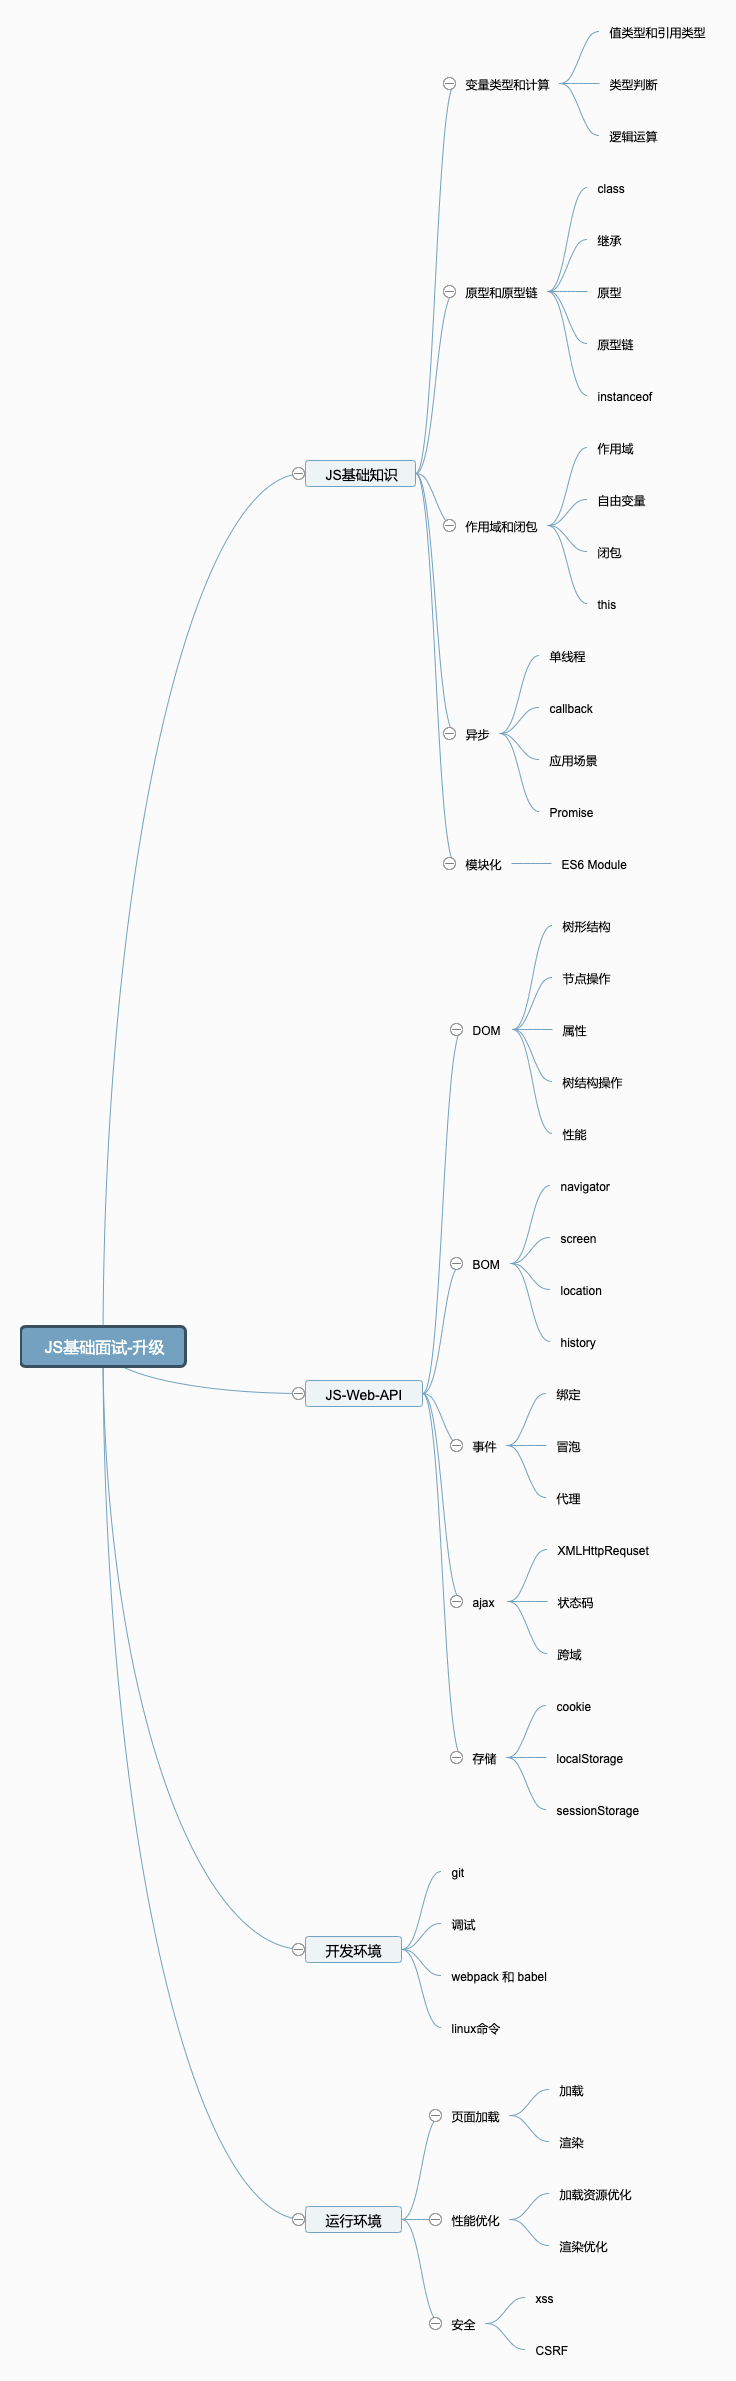 JS基础面试-升级
JS基础知识
变量类型和计算
值类型和引用类型
类型判断
逻辑运算
原型和原型链
class
继承
原型
原型链
instanceof
作用域和闭包
作用域
自由变量
闭包
this
异步
单线程
callback
应用场景
Promise
模块化
ES6 Module
JS-Web-API
DOM
树形结构
节点操作
属性
树结构操作
性能
BOM
navigator
screen
location
history
事件
绑定
冒泡
代理
ajax
XMLHttpRequset
状态码
跨域
存储
cookie
localStorage
sessionStorage
开发环境
git
调试
webpack 和 babel
linux命令
运行环境
页面加载
加载
渲染
性能优化
加载资源优化
渲染优化
安全
xss
CSRF